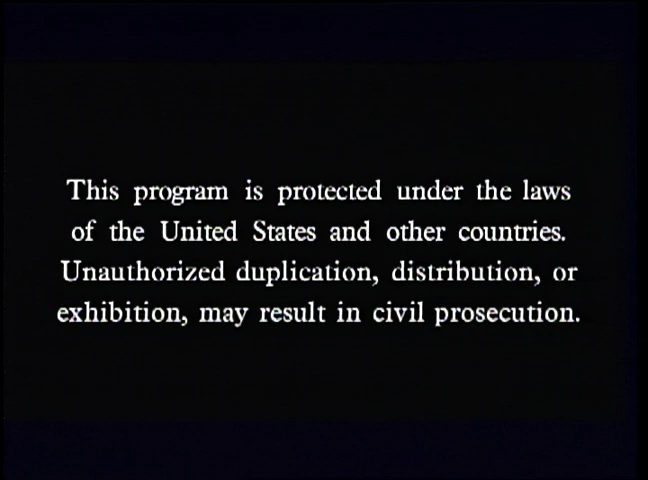 This program is protected under the laws
of the United States and other countries.
Unauthorized duplication, distribution, or
exhibition, may result in civil prosecution.